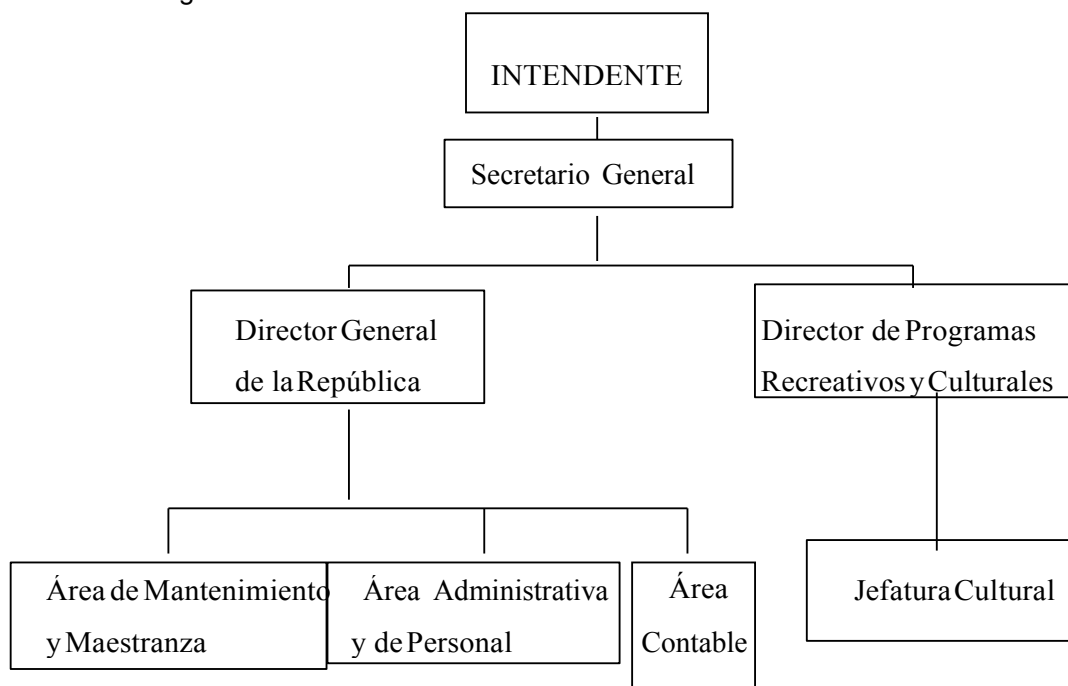 INTENDENTE
Secretario General
Director General
de la República
Director de Programas
Recreativos y Culturales
Área de Mantenimiento
y Maestranza
Área Administrativa
y de Personal
Área
Contable
Jefatura Cultural